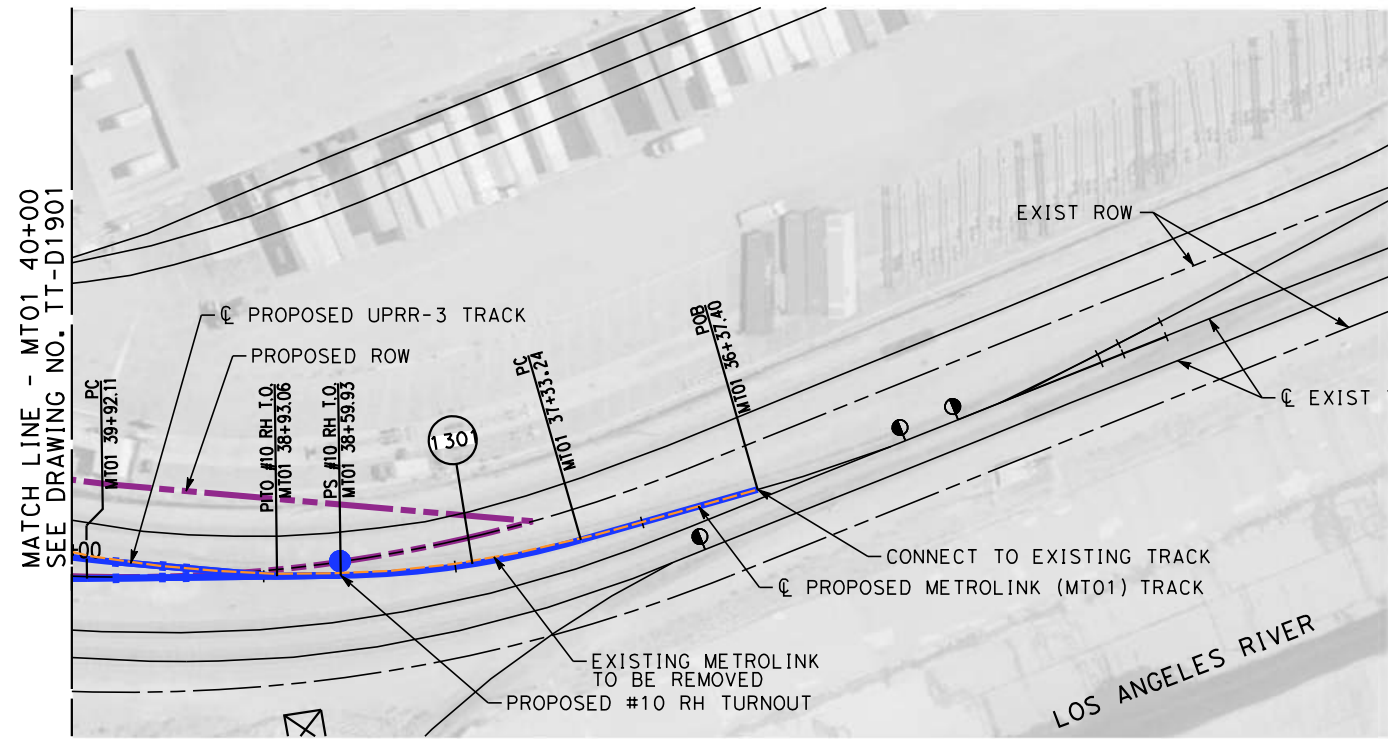 MATCH LINE - MT01 40+00
SEE DRAWING NO. TT-D1901
EXIST ROW
℄ PROPOSED UPRR-3 TRACK
PROPOSED ROW
PC
MT01 39+92.11
PITO #10 RH T.O.
MT01 38+93.06
PS #10 RH T.O.
MT01 38+59.93
1301
PC
MT01 37+33.24
POB
MT01 36+37.40
℄ EXIST
00
CONNECT TO EXISTING TRACK
℄ PROPOSED METROLINK (MT01) TRACK
EXISTING METROLINK
TO BE REMOVED
PROPOSED #10 RH TURNOUT
LOS ANGELES RIVER